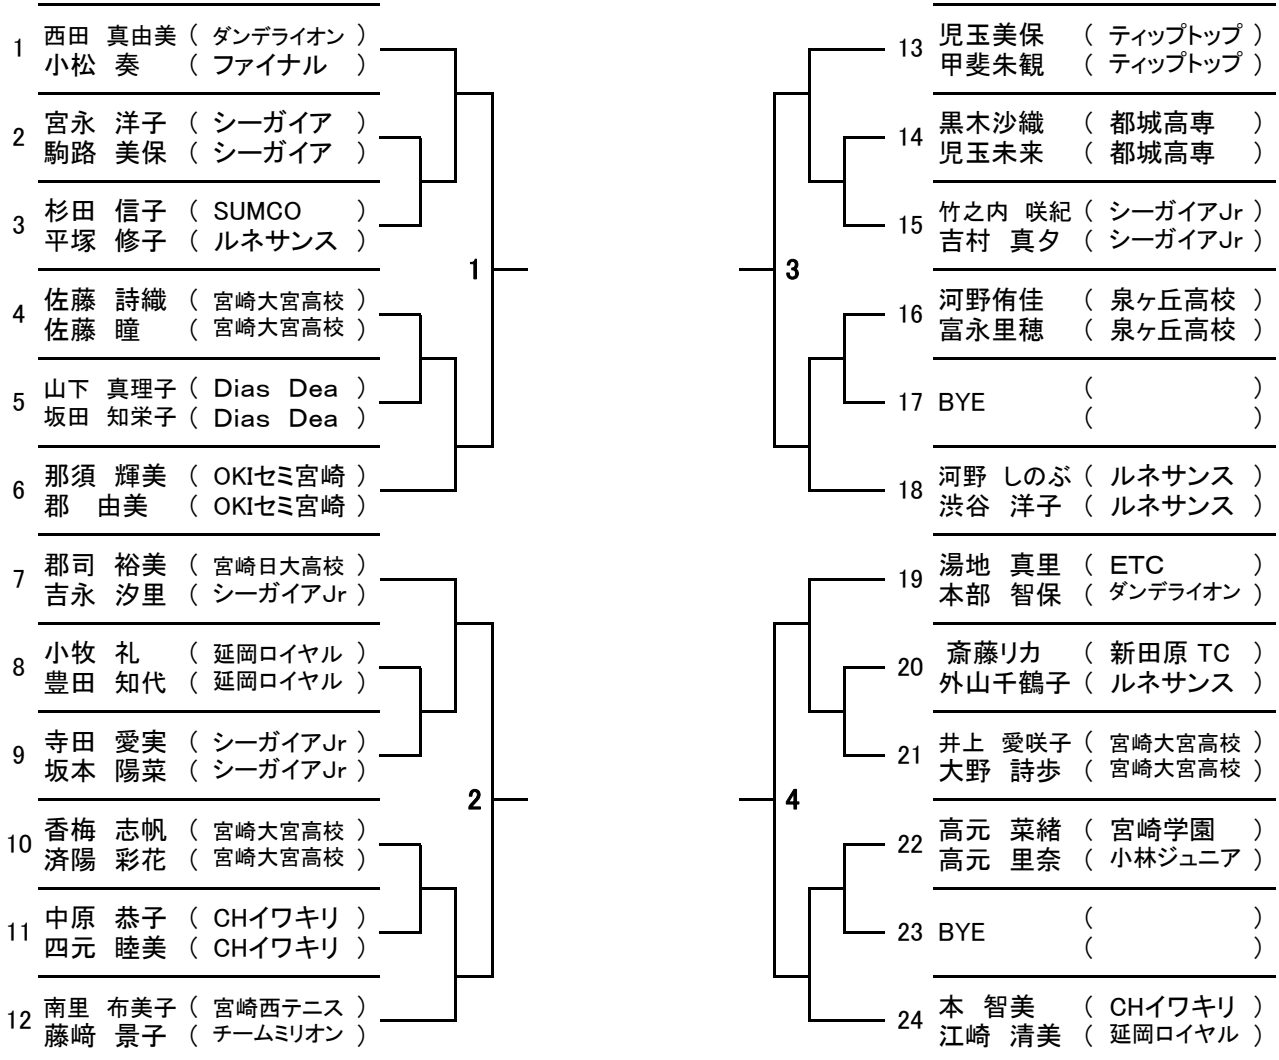 1 西田 真由美 ( ダンデライオン )
小松 奏 ( ファイナル )
2 宮永 洋子 ( シーガイア )
駒路 美保 ( シーガイア )
3 杉田 信子 ( SUMCO )
平塚 修子 ( ルネサンス )
1
4 佐藤 詩織 ( 宮崎大宮高校 )
佐藤 瞳 ( 宮崎大宮高校 )
5 山下 真理子 ( Dias Dea )
坂田 知栄子 ( Dias Dea )
6 那須 輝美 ( OKIセミ宮崎 )
郡 由美 ( OKIセミ宮崎 )
7 郡司 裕美 ( 宮崎日大高校 )
吉永 汐里 ( シーガイアJr )
8 小牧 礼 ( 延岡ロイヤル )
豊田 知代 ( 延岡ロイヤル )
9 寺田 愛実 ( シーガイアJr )
坂本 陽菜 ( シーガイアJr )
2
10 香梅 志帆 ( 宮崎大宮高校 )
済陽 彩花 ( 宮崎大宮高校 )
11 中原 恭子 ( CHイワキリ )
四元 睦美 ( CHイワキリ )
12 南里 布美子 ( 宮崎西テニス )
藤﨑 景子 ( チームミリオン )
13 児玉美保 ( ティップトップ )
甲斐朱観 ( ティップトップ )
14 黒木沙織 ( 都城高専 )
児玉未来 ( 都城高専 )
15 竹之内 咲紀 ( シーガイアJr )
吉村 真夕 ( シーガイアJr )
3
16 河野侑佳 ( 泉ヶ丘高校 )
富永里穂 ( 泉ヶ丘高校 )
17 BYE ( )
( )
18 河野 しのぶ ( ルネサンス )
渋谷 洋子 ( ルネサンス )
19 湯地 真里 ( ETC )
本部 智保 ( ダンデライオン )
20 斎藤リカ ( 新田原 TC )
外山千鶴子 ( ルネサンス )
21 井上 愛咲子 ( 宮崎大宮高校 )
大野 詩歩 ( 宮崎大宮高校 )
4
22 高元 菜緒 ( 宮崎学園 )
高元 里奈 ( 小林ジュニア )
23 BYE ( )
( )
24 本 智美 ( CHイワキリ )
江崎 清美 ( 延岡ロイヤル )